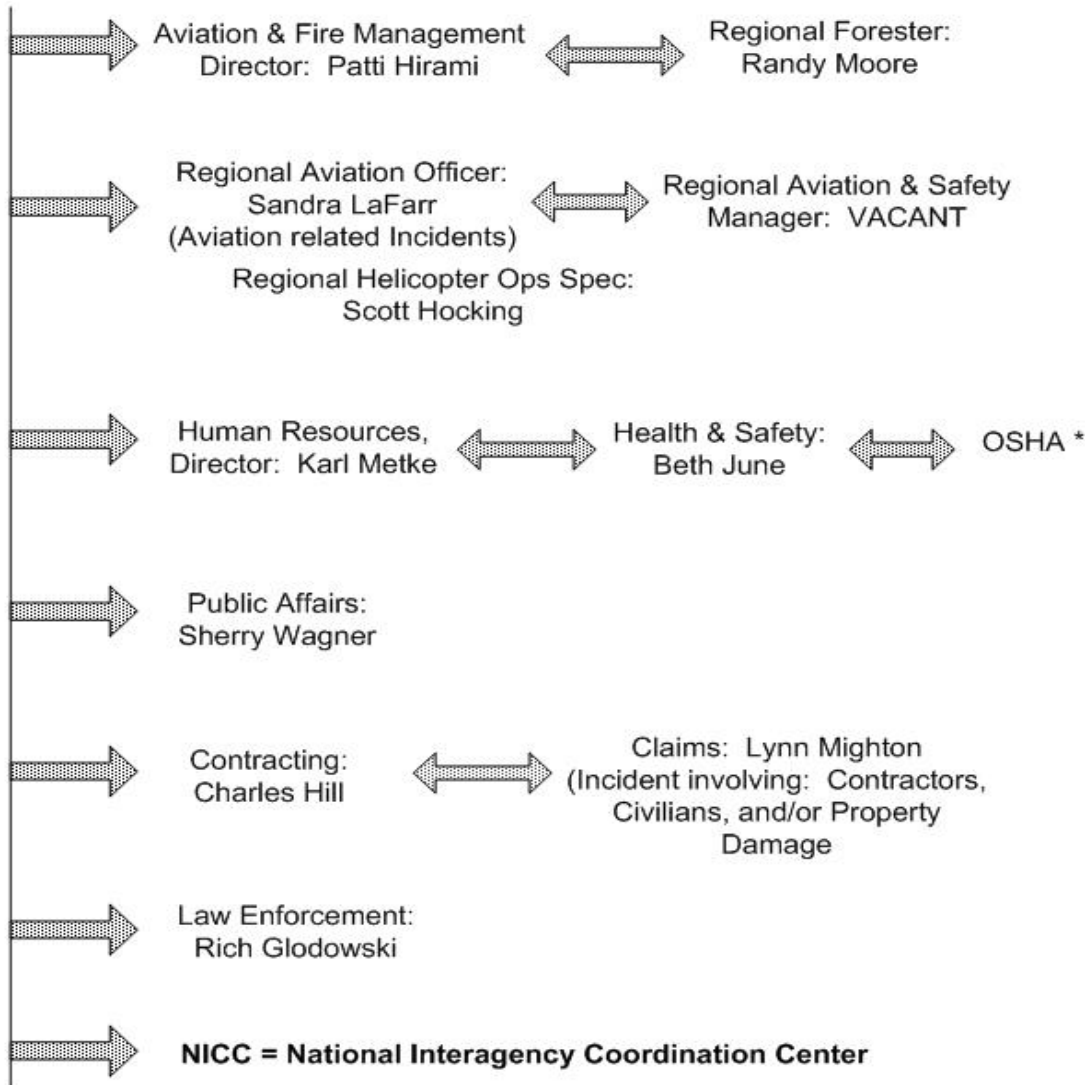 Aviation & Fire Management
Director: Patti Hirami
Regional Forester:
Randy Moore
Regional Aviation Officer:
Sandra LaFarr
(Aviation related Incidents)
Regional Aviation & Safety
Manager: VACANT
Regional Helicopter Ops Spec:
Scott Hocking
Human Resources,
Director: Karl Metke
Health & Safety:
Beth June
OSHA *
Public Affairs:
Sherry Wagner
Contracting:
Charles Hill
Claims: Lynn Mighton
(Incident involving: Contractors,
Civilians, and/or Property
Damage
Law Enforcement:
Rich Glodowski
NICC = National Interagency Coordination Center